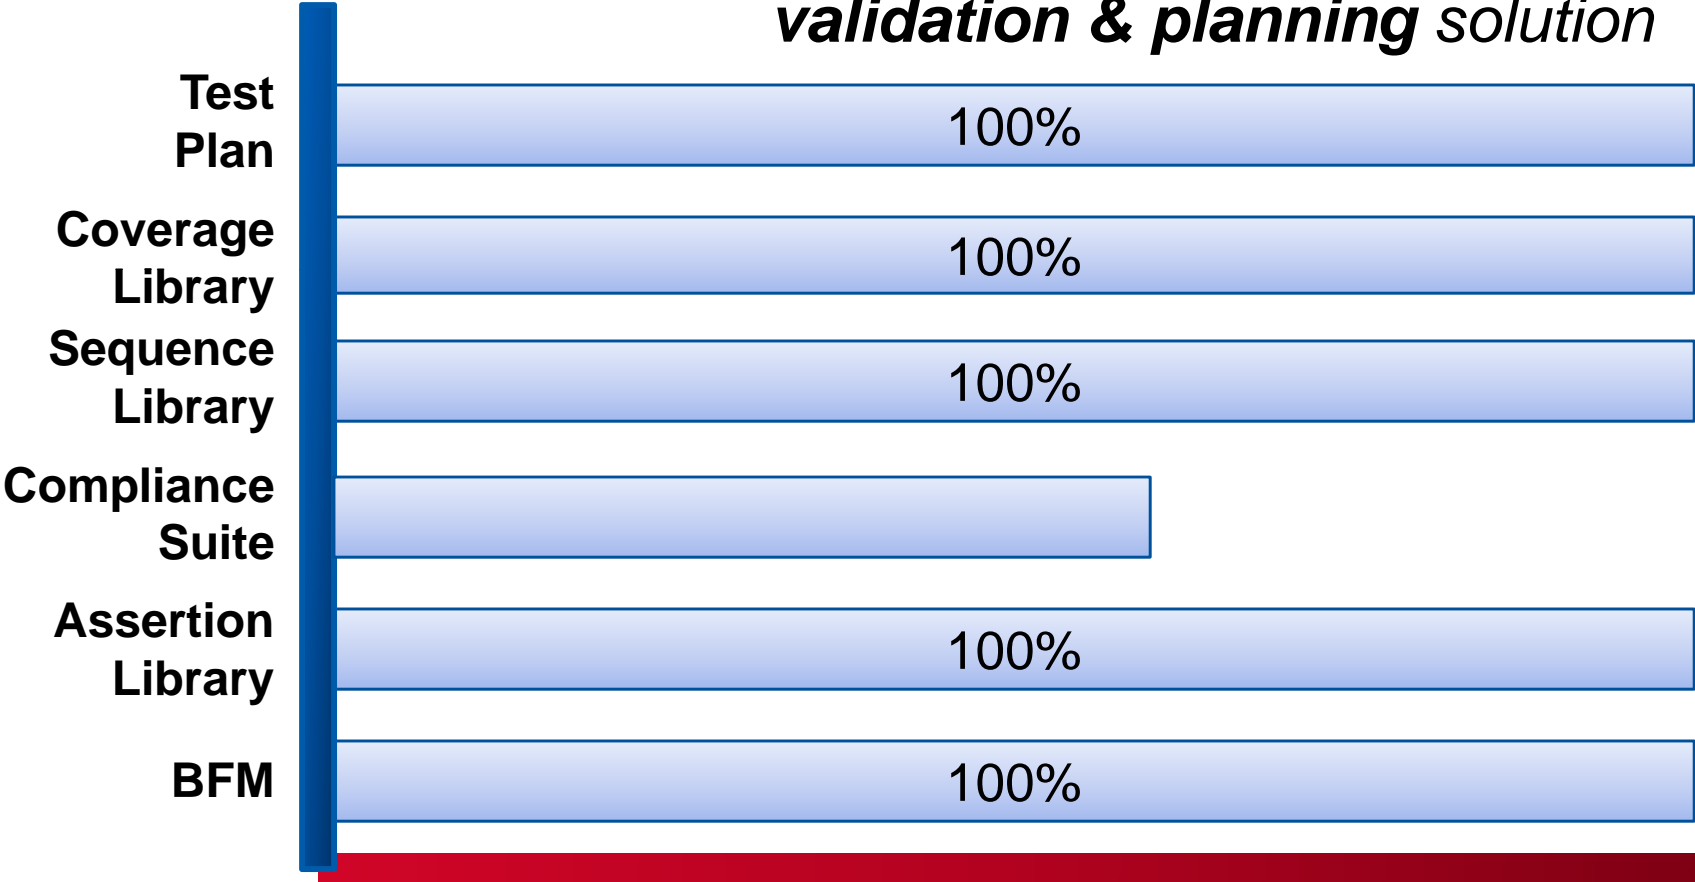 validation & planning solution
Test
Plan
100%
Coverage
Library
100%
Sequence
Library
100%
Compliance
Suite
Assertion
Library
100%
BFM
100%